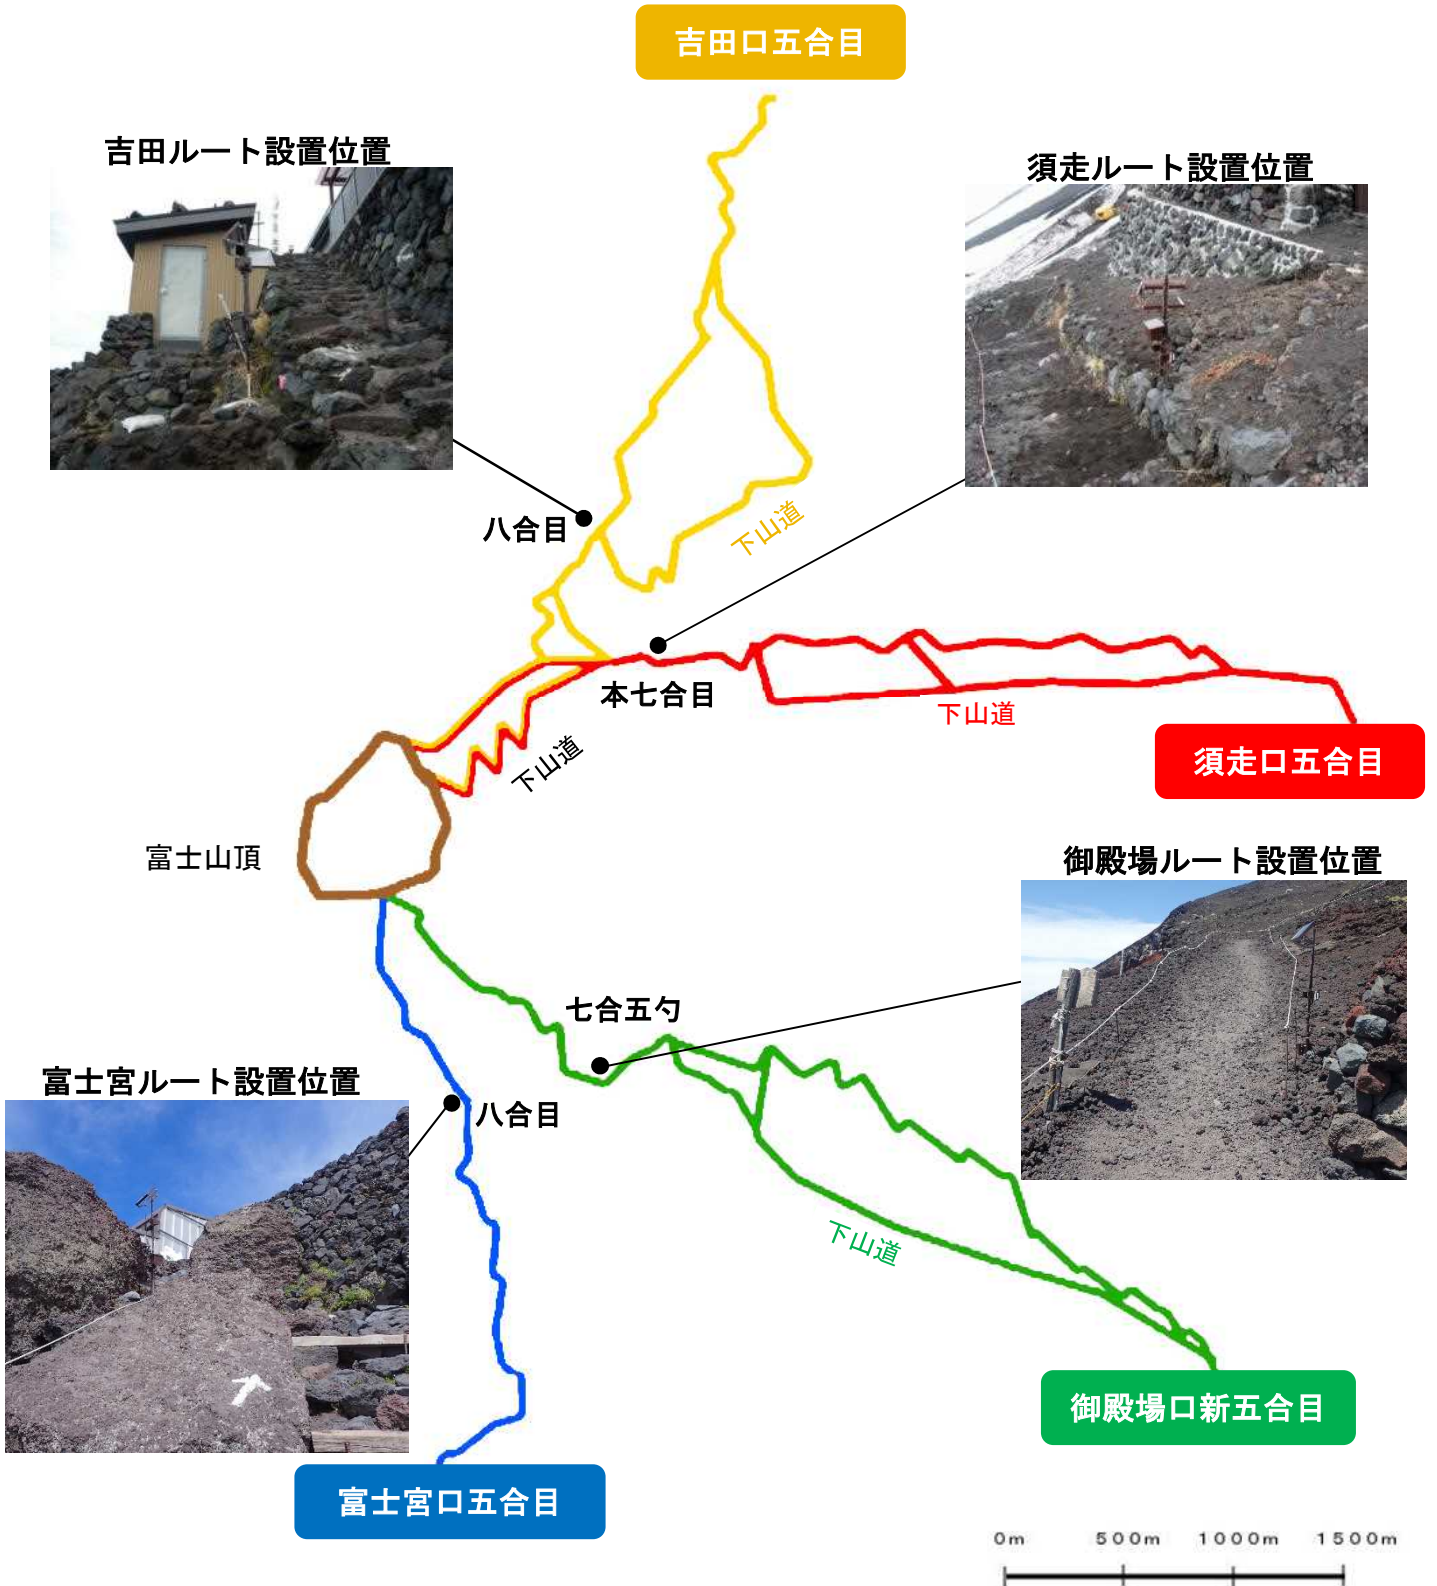 吉田口五合目
吉田ルート設置位置
須走ルート設置位置
八合目
下山道
本七合目
下山道
須走口五合目
下山道
富士山頂
御殿場ルート設置位置
七合五勺
富士宮ルート設置位置
八合目
下山道
御殿場口新五合目
富士宮口五合目
0m 500m 1000m 1500m